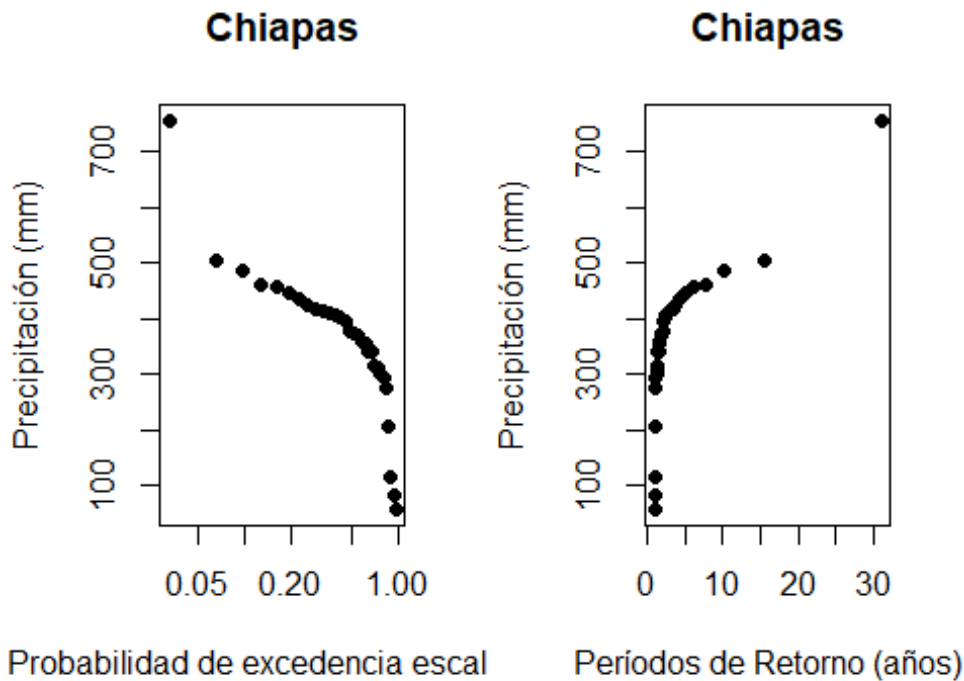 Chiapas
Precipitación (mm)
700
500
300
100
0.05 0.20 1.00
Probabilidad de excedencia escal
Chiapas
Precipitación (mm)
700
500
300
100
0 10 20 30
Períodos de Retorno (años)